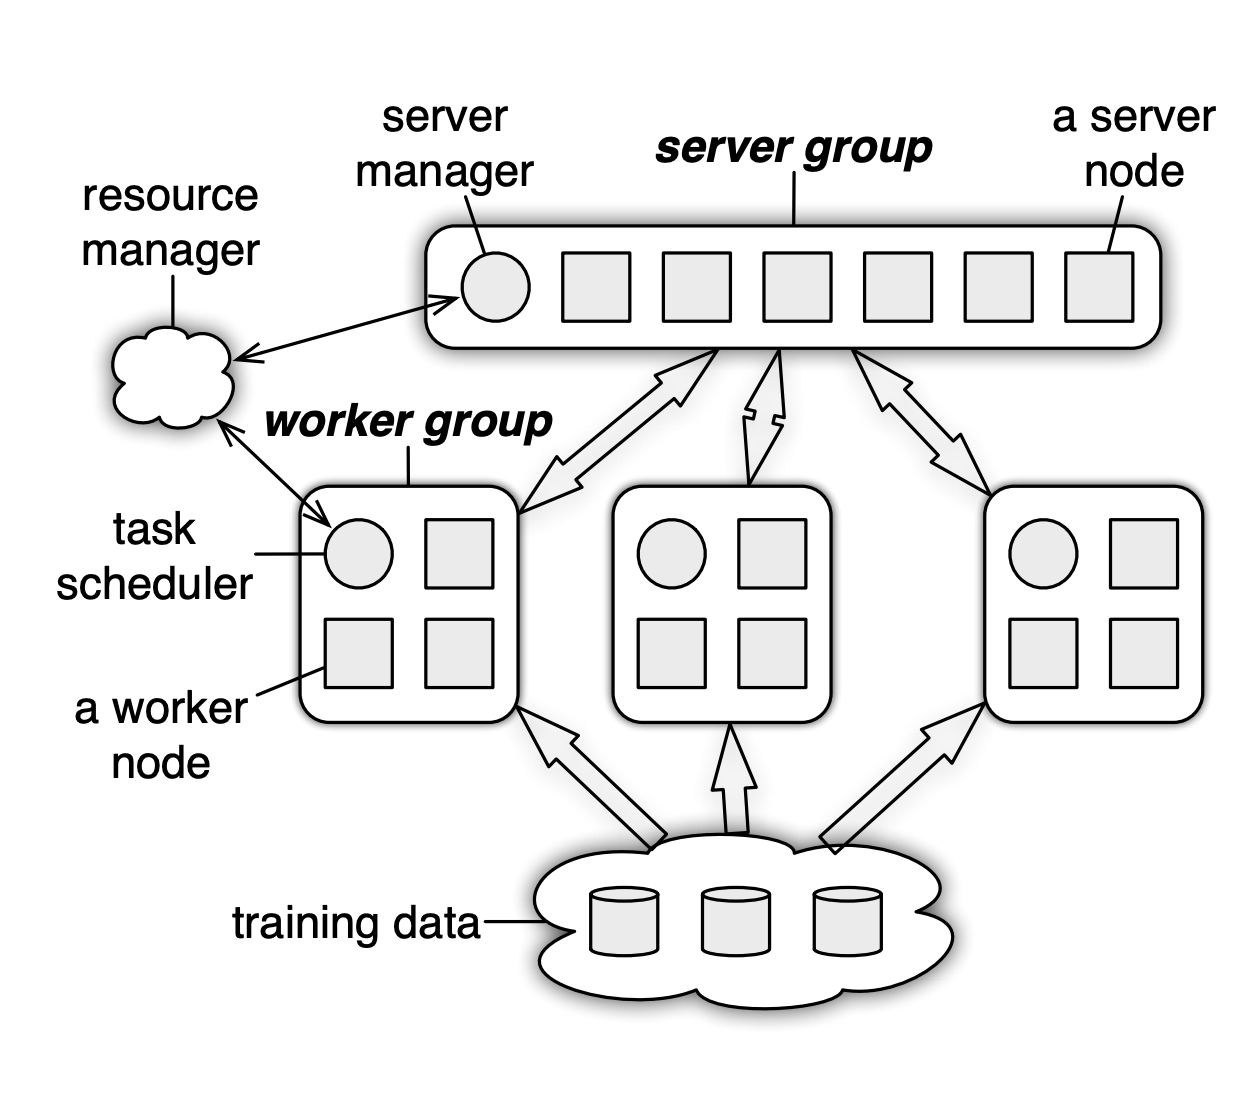 server
manager
server group
a server
node
resource
manager
worker group
task
scheduler
a worker
node
training data